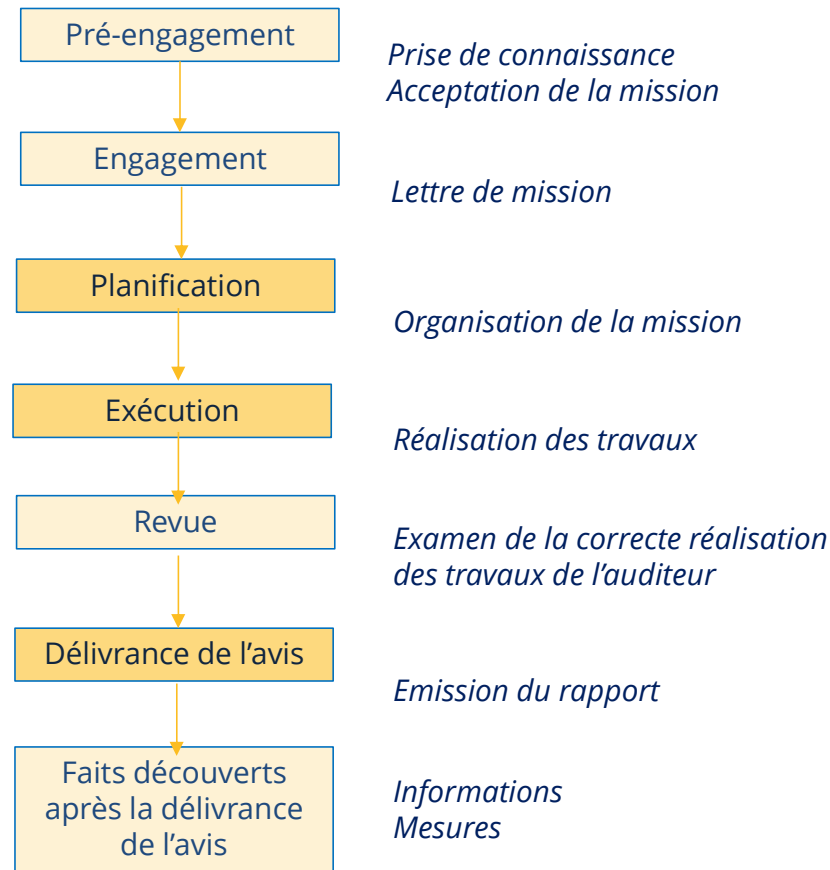 Pré-engagement
Prise de connaissance
Acceptation de la mission
Engagement
Lettre de mission
Planification
Organisation de la mission
Exécution
Réalisation des travaux
Revue
Examen de la correcte réalisation
des travaux de l’auditeur
Délivrance de l’avis
Emission du rapport
Faits découverts
après la délivrance
de l’avis
Informations
Mesures